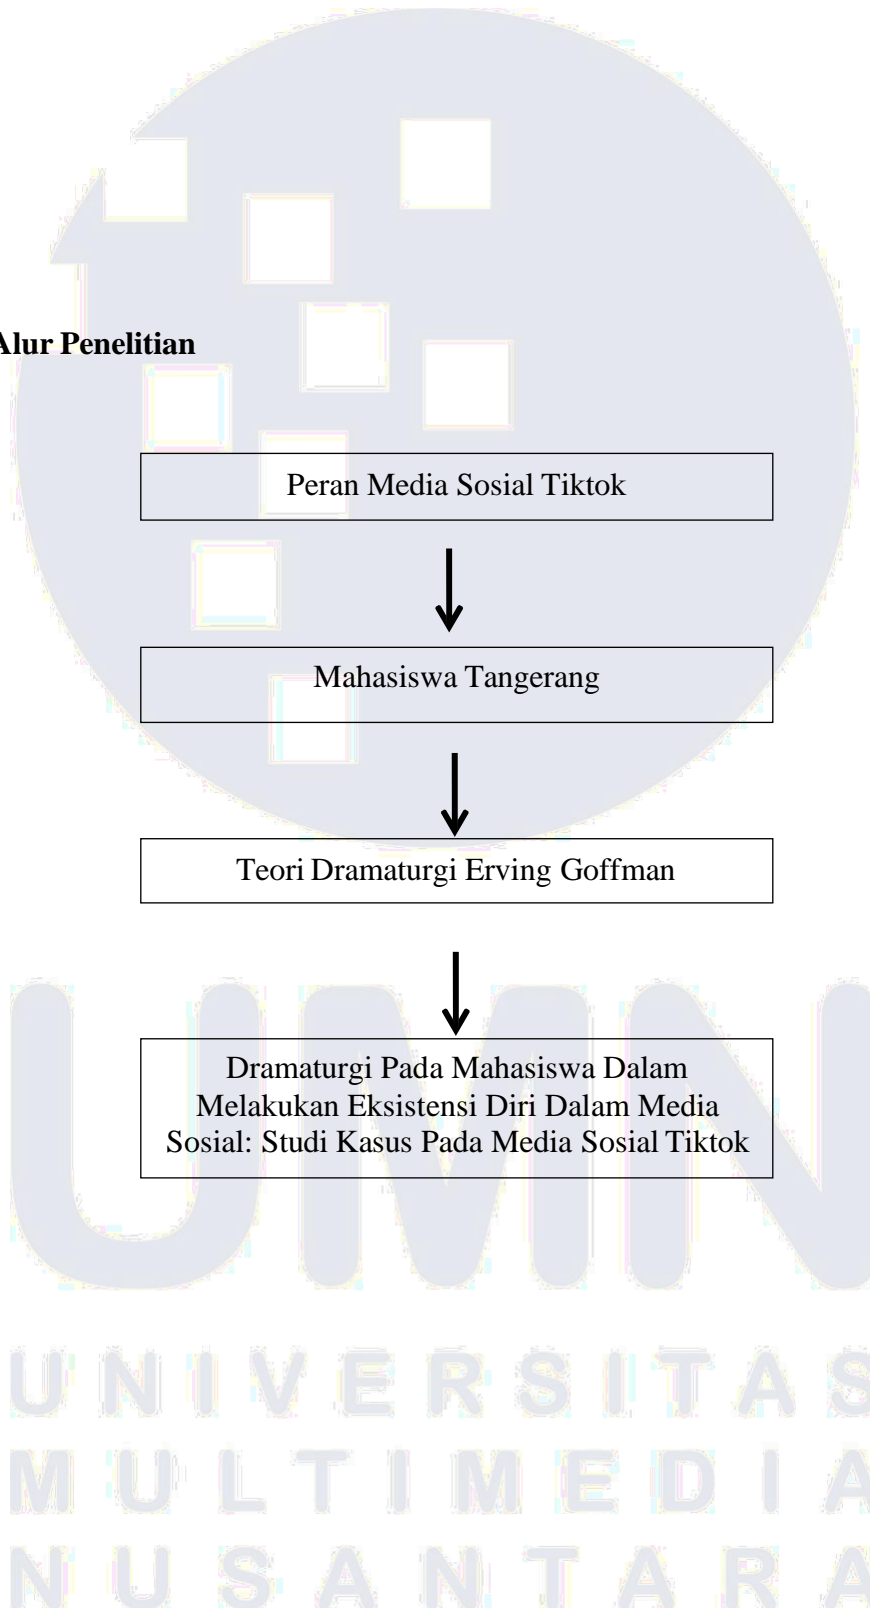 Alur Penelitian
Peran Media Sosial Tiktok
Mahasiswa Tangerang
Teori Dramaturgi Erving Goffman
Dramaturgi Pada Mahasiswa Dalam
Melakukan Eksistensi Diri Dalam Media
Sosial: Studi Kasus Pada Media Sosial Tiktok
UMN
UNIVERSITAS
MULTIMEDIA
NUSANTARA